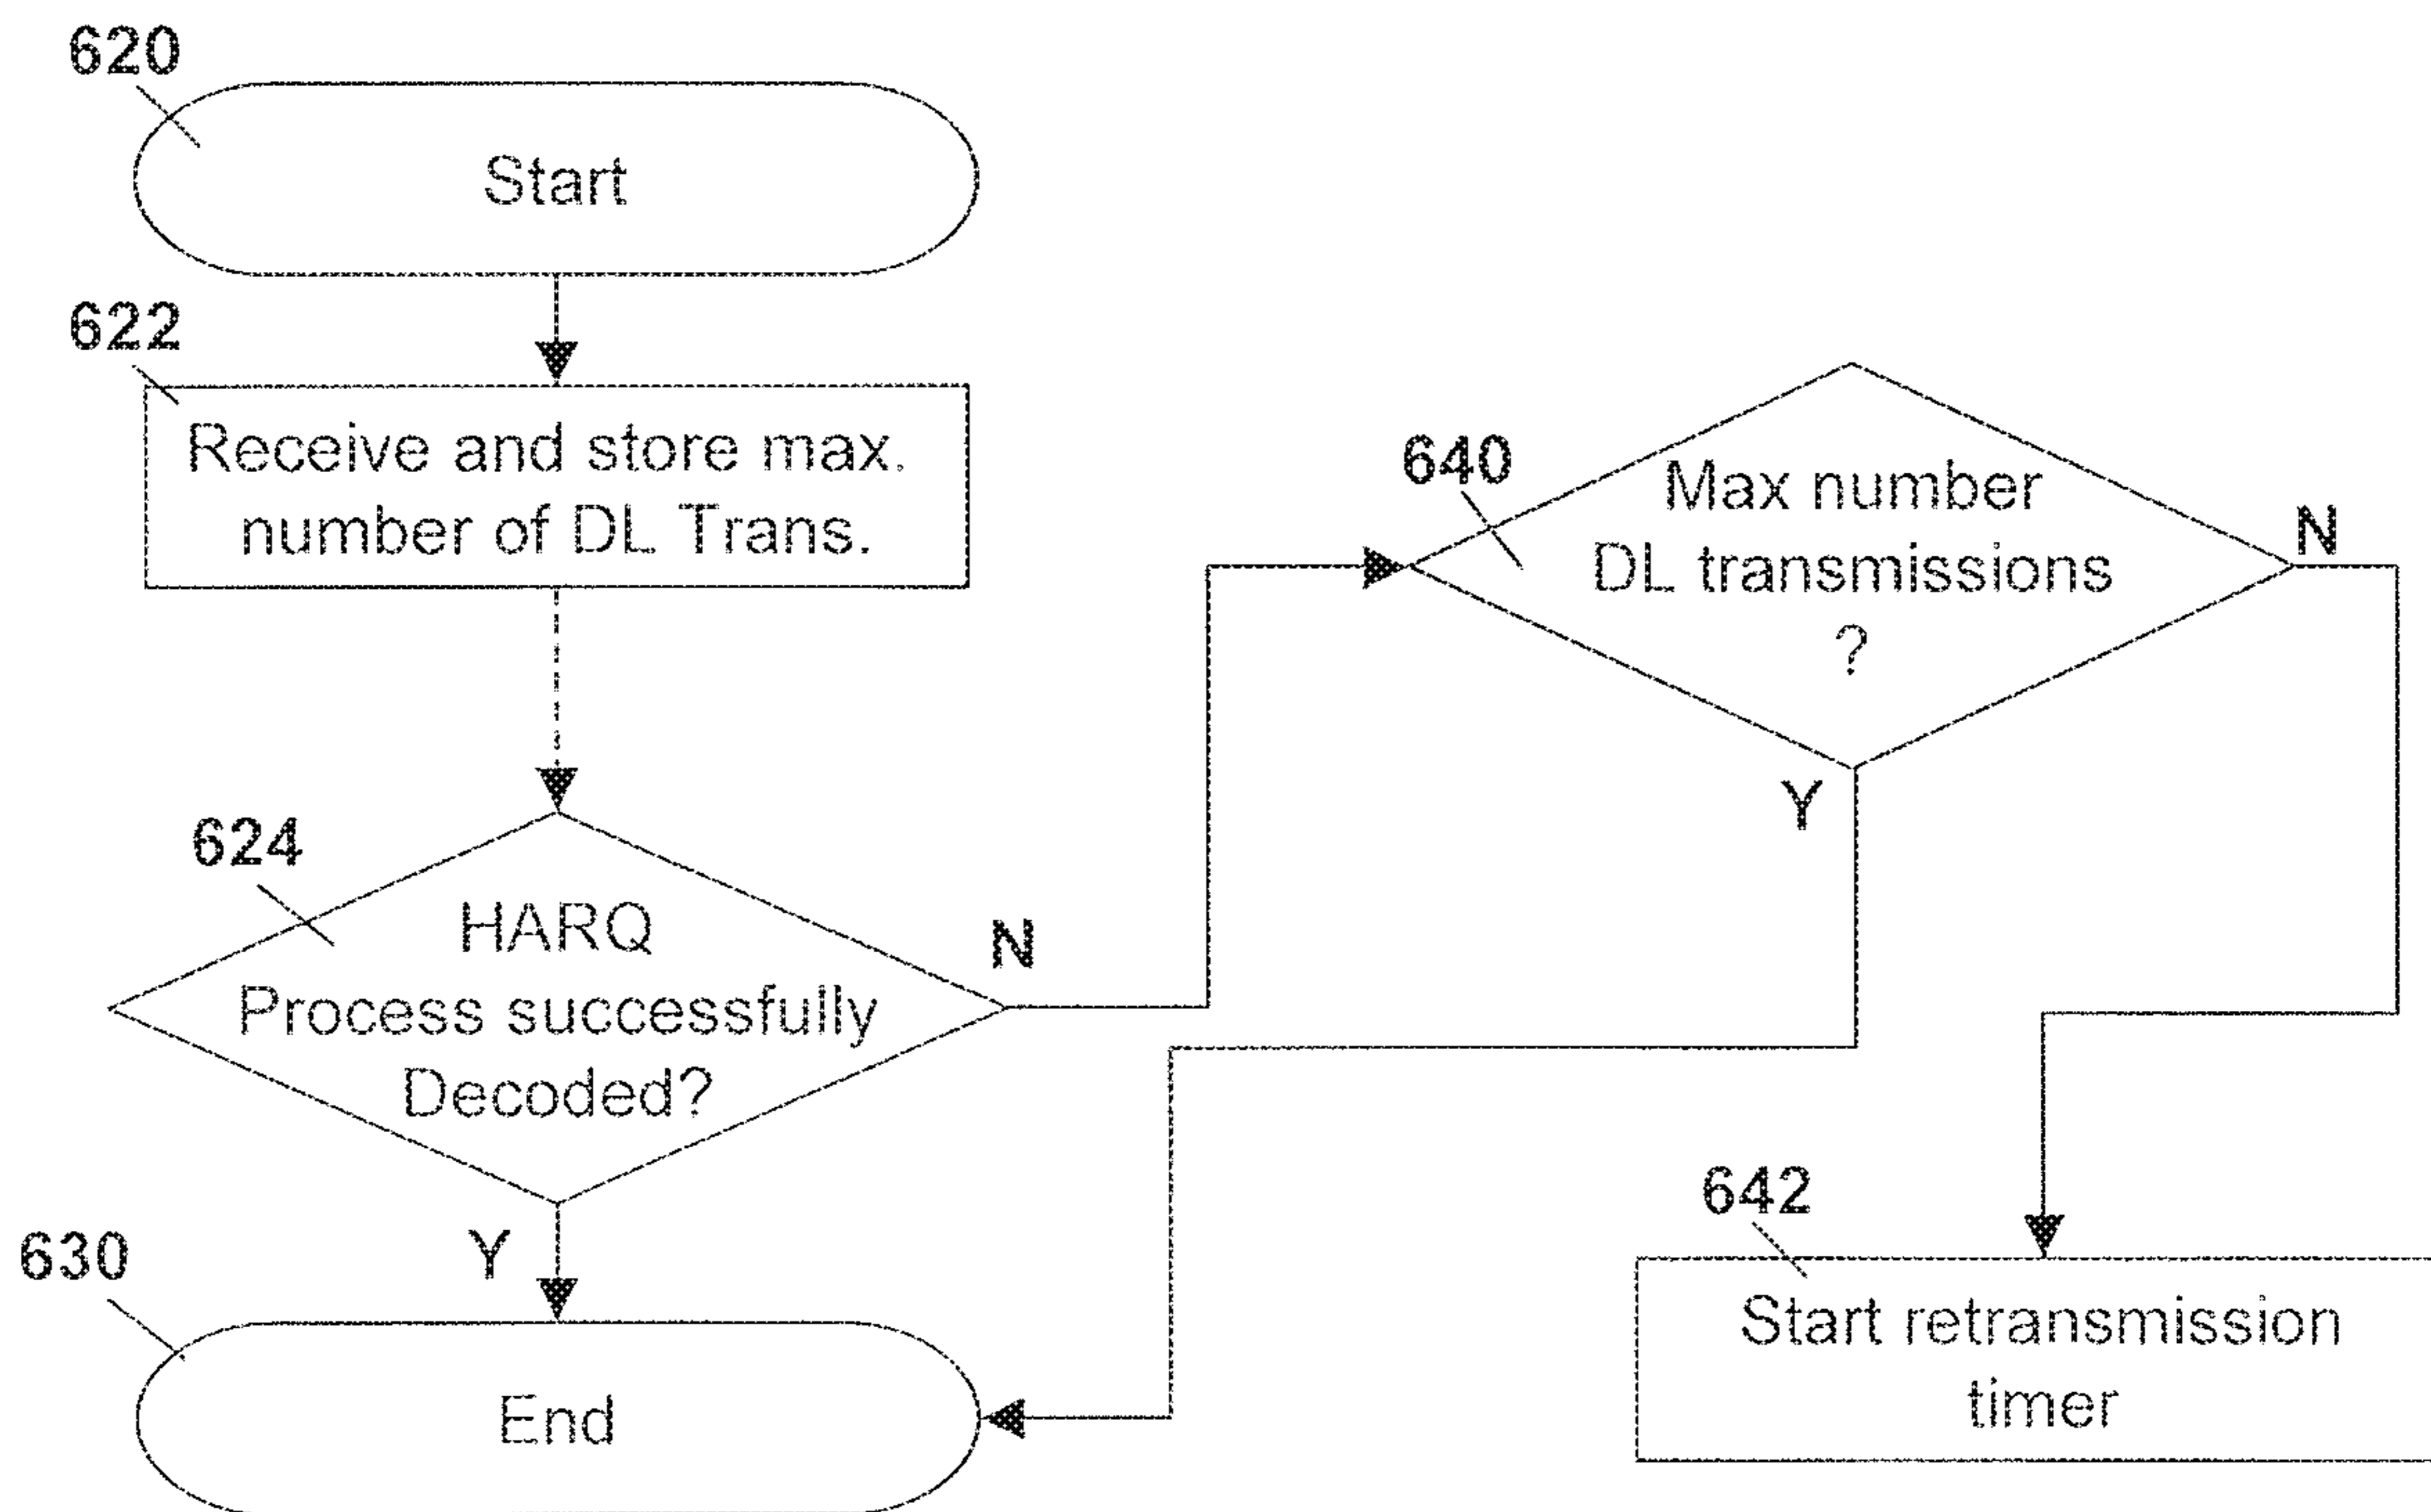 620
Start
622
Receive and store max.
number of DL Trans.
624
HARQ
Process successfully
Decoded?
N
Y
630
End
640
Max number
DL transmissions
?
N
Y
642
Start retransmission
timer